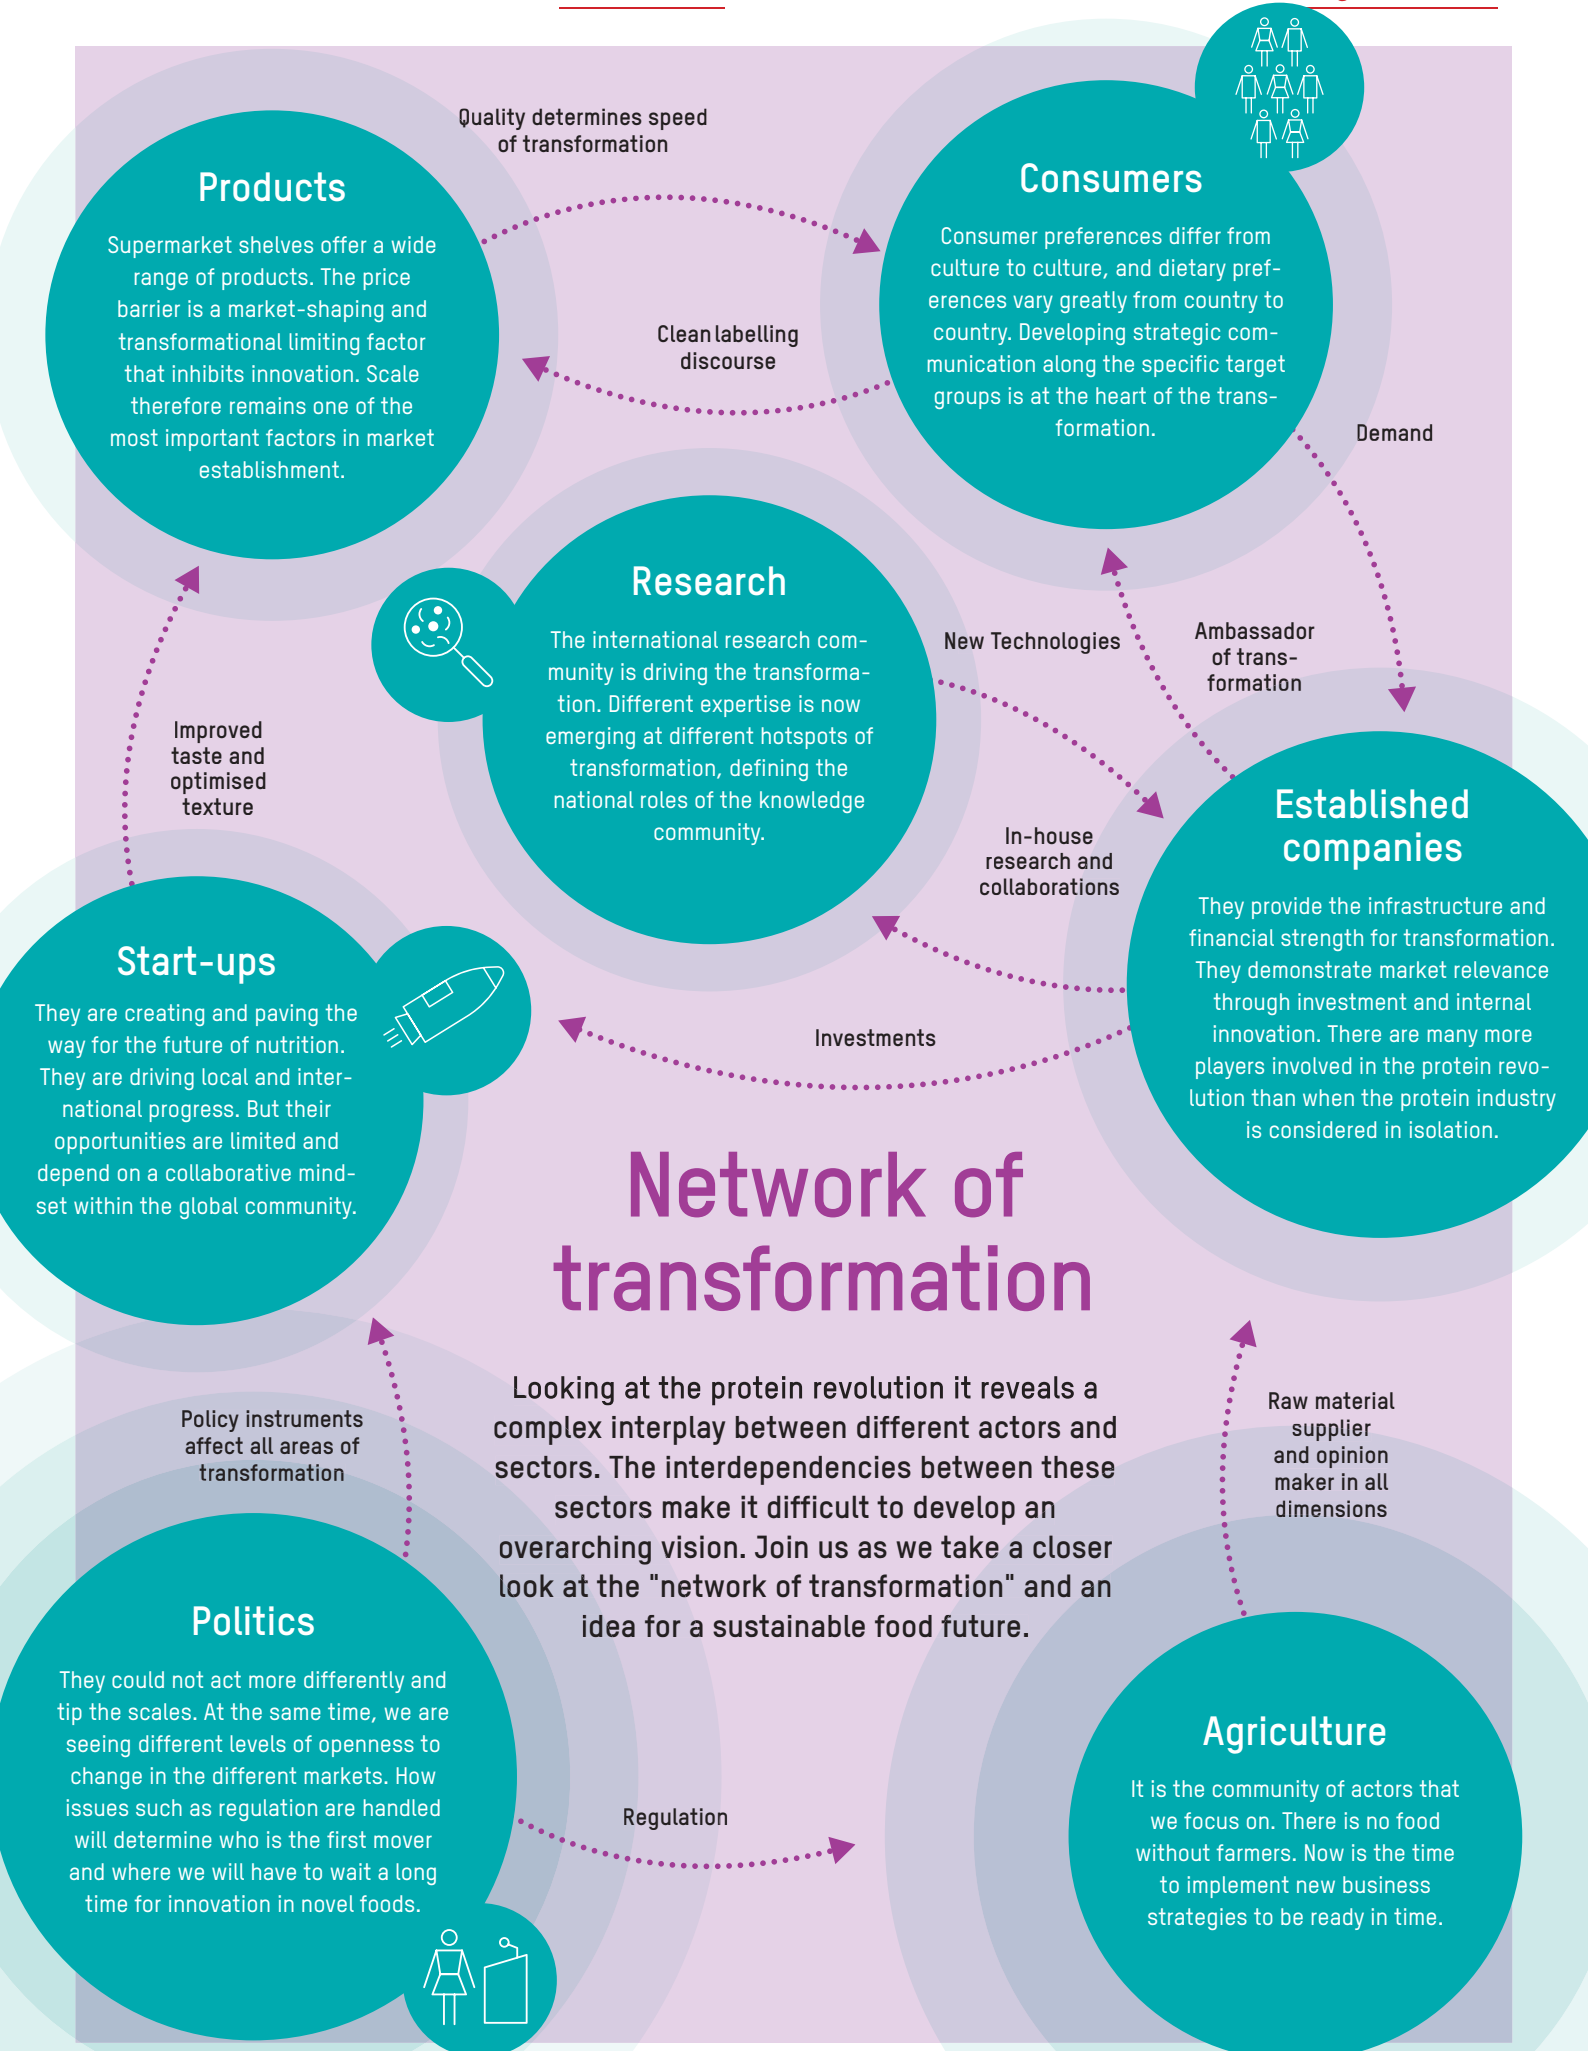 Quality determines speed
of transformation
Products
Supermarket shelves offer a wide
range of products. The price
barrier is a market-shaping and
transformational limiting factor
that inhibits innovation. Scale
therefore remains one of the
most important factors in market
establishment.
Consumers
Consumer preferences differ from
culture to culture, and dietary pref-
erences vary greatly from country to
country. Developing strategic com-
munication along the specific target
groups is at the heart of the trans-
formation.
Clean labelling
discourse
Demand
Research
The international research com-
munity is driving the transforma-
tion. Different expertise is now
emerging at different hotspots of
transformation, defining the
national roles of the knowledge
community.
New Technologies
Ambassador
of trans-
formation
Improved
taste and
optimised
texture
In-house
research and
collaborations
Established
companies
They provide the infrastructure and
financial strength for transformation.
They demonstrate market relevance
through investment and internal
innovation. There are many more
players involved in the protein revo-
lution than when the protein industry
is considered in isolation.
Start-ups
They are creating and paving the
way for the future of nutrition.
They are driving local and inter-
national progress. But their
opportunities are limited and
depend on a collaborative mind-
set within the global community.
Investments
Network of
transformation
Looking at the protein revolution it reveals a
complex interplay between different actors and
sectors. The interdependencies between these
sectors make it difficult to develop an
overarching vision. Join us as we take a closer
look at the "network of transformation" and an
idea for a sustainable food future.
Policy instruments
affect all areas of
transformation
Raw material
supplier
and opinion
maker in all
dimensions
Politics
They could not act more differently and
tip the scales. At the same time, we are
seeing different levels of openness to
change in the different markets. How
issues such as regulation are handled
will determine who is the first mover
and where we will have to wait a long
time for innovation in novel foods.
Regulation
Agriculture
It is the community of actors that
we focus on. There is no food
without farmers. Now is the time
to implement new business
strategies to be ready in time.